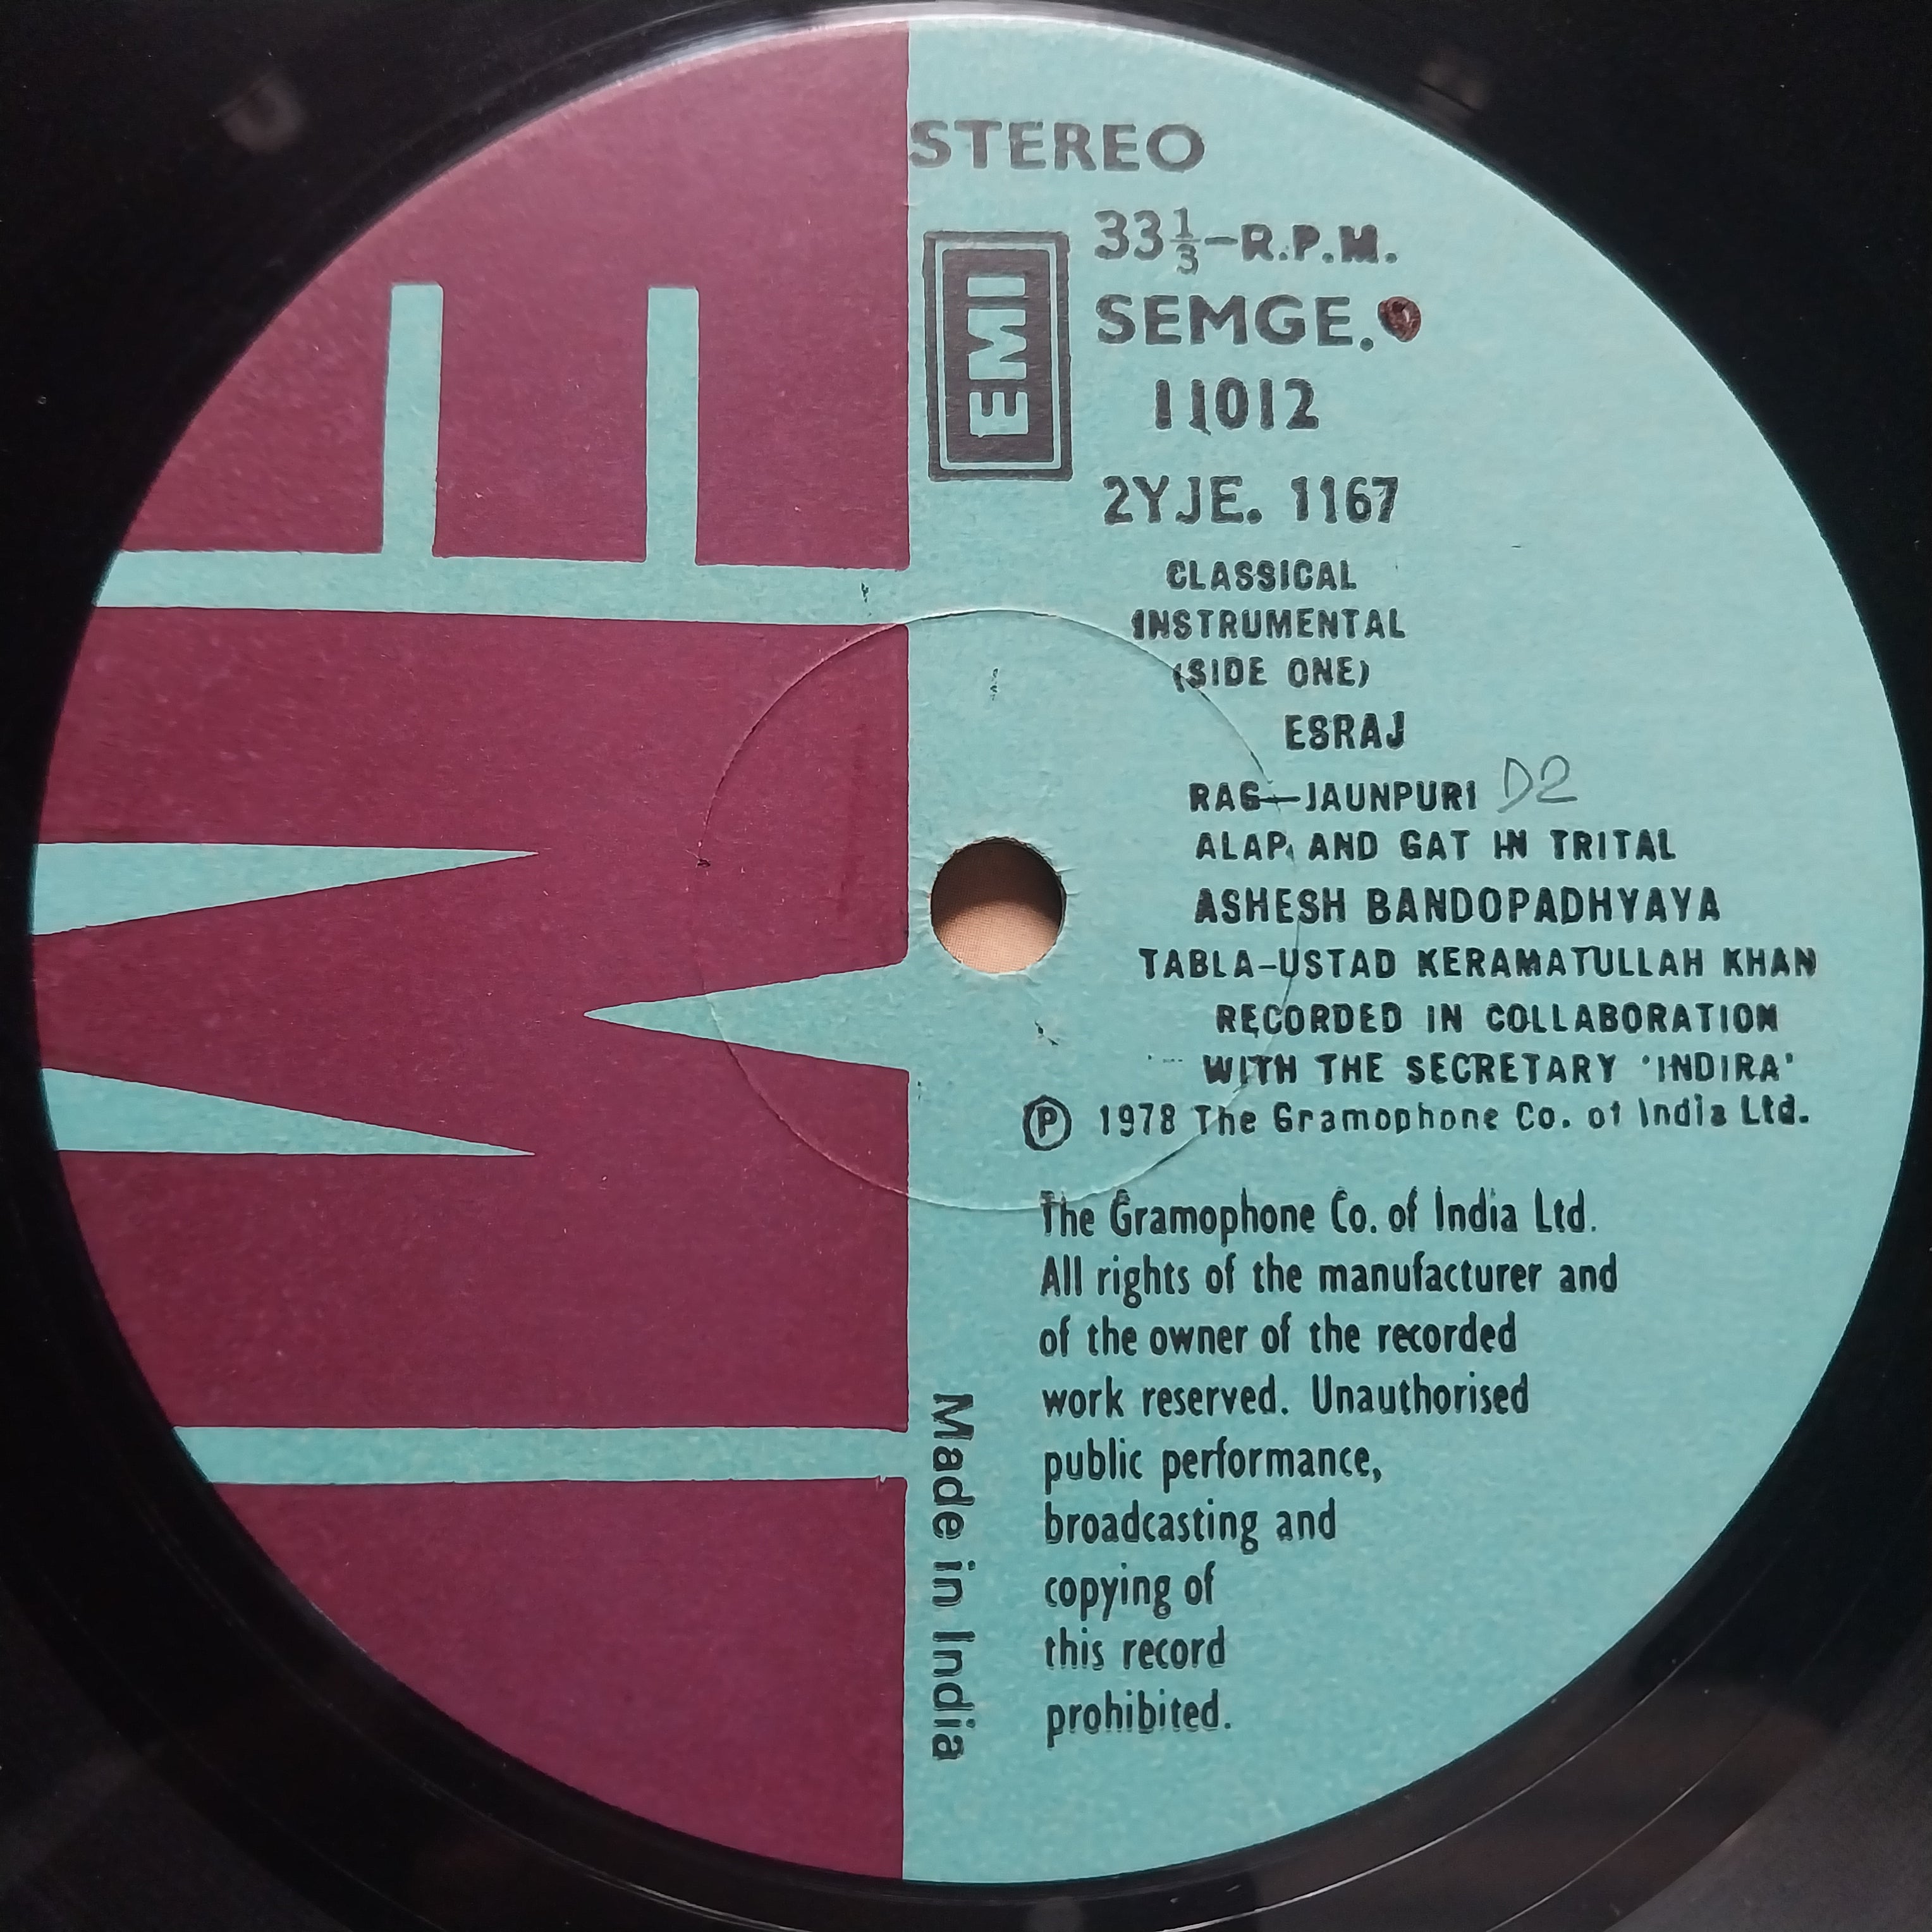 STEREO
EMI
33⅓-R.P.M.
SEMGE.
11012
2YJE. 1167
CLASSICAL
INSTRUMENTAL
(SIDE ONE)
ESRAJ
RAG-JAUNPURI D2
ALAP, AND GAT IN TRITAL
ASHESH BANDOPADHYAYA
TABLA-USTAD KERAMATULLAH KHAN
RECORDED IN COLLABORATION
WITH THE SECRETARY 'INDIRA'
Ⓟ 1978 The Gramophone Co. of India Ltd.
The Gramophone Co. of India Ltd.
All rights of the manufacturer and
of the owner of the recorded
work reserved. Unauthorised
public performance,
broadcasting and
copying of
this record
prohibited.
Made in India
EMI